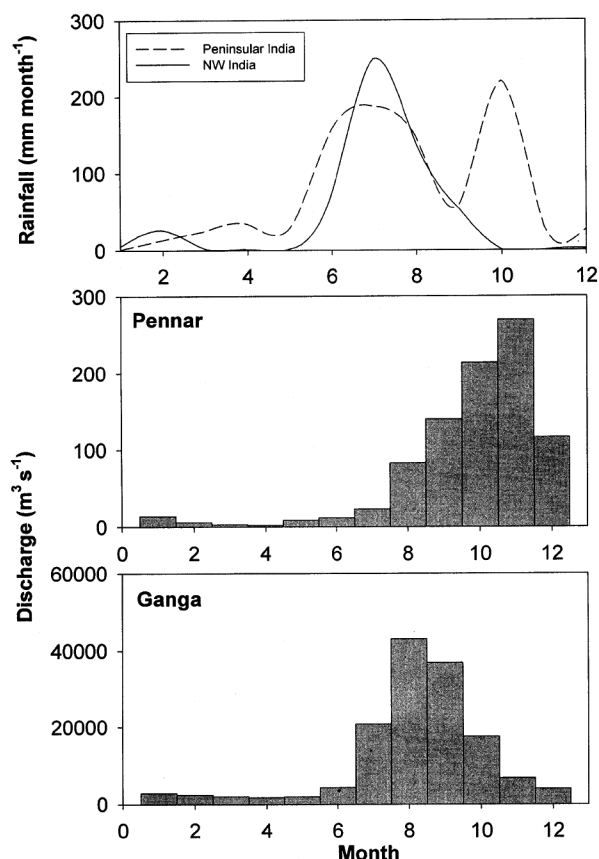 300
Peninsular India
NW India
200
100
0
Rainfall (mm month⁻¹)
2 4 6 8 10 12
300
Pennar
200
100
0
0 2 4 6 8 10 12
Discharge (m³ s⁻¹)
60000
Ganga
40000
20000
0
0 2 4 6 8 10 12
Month